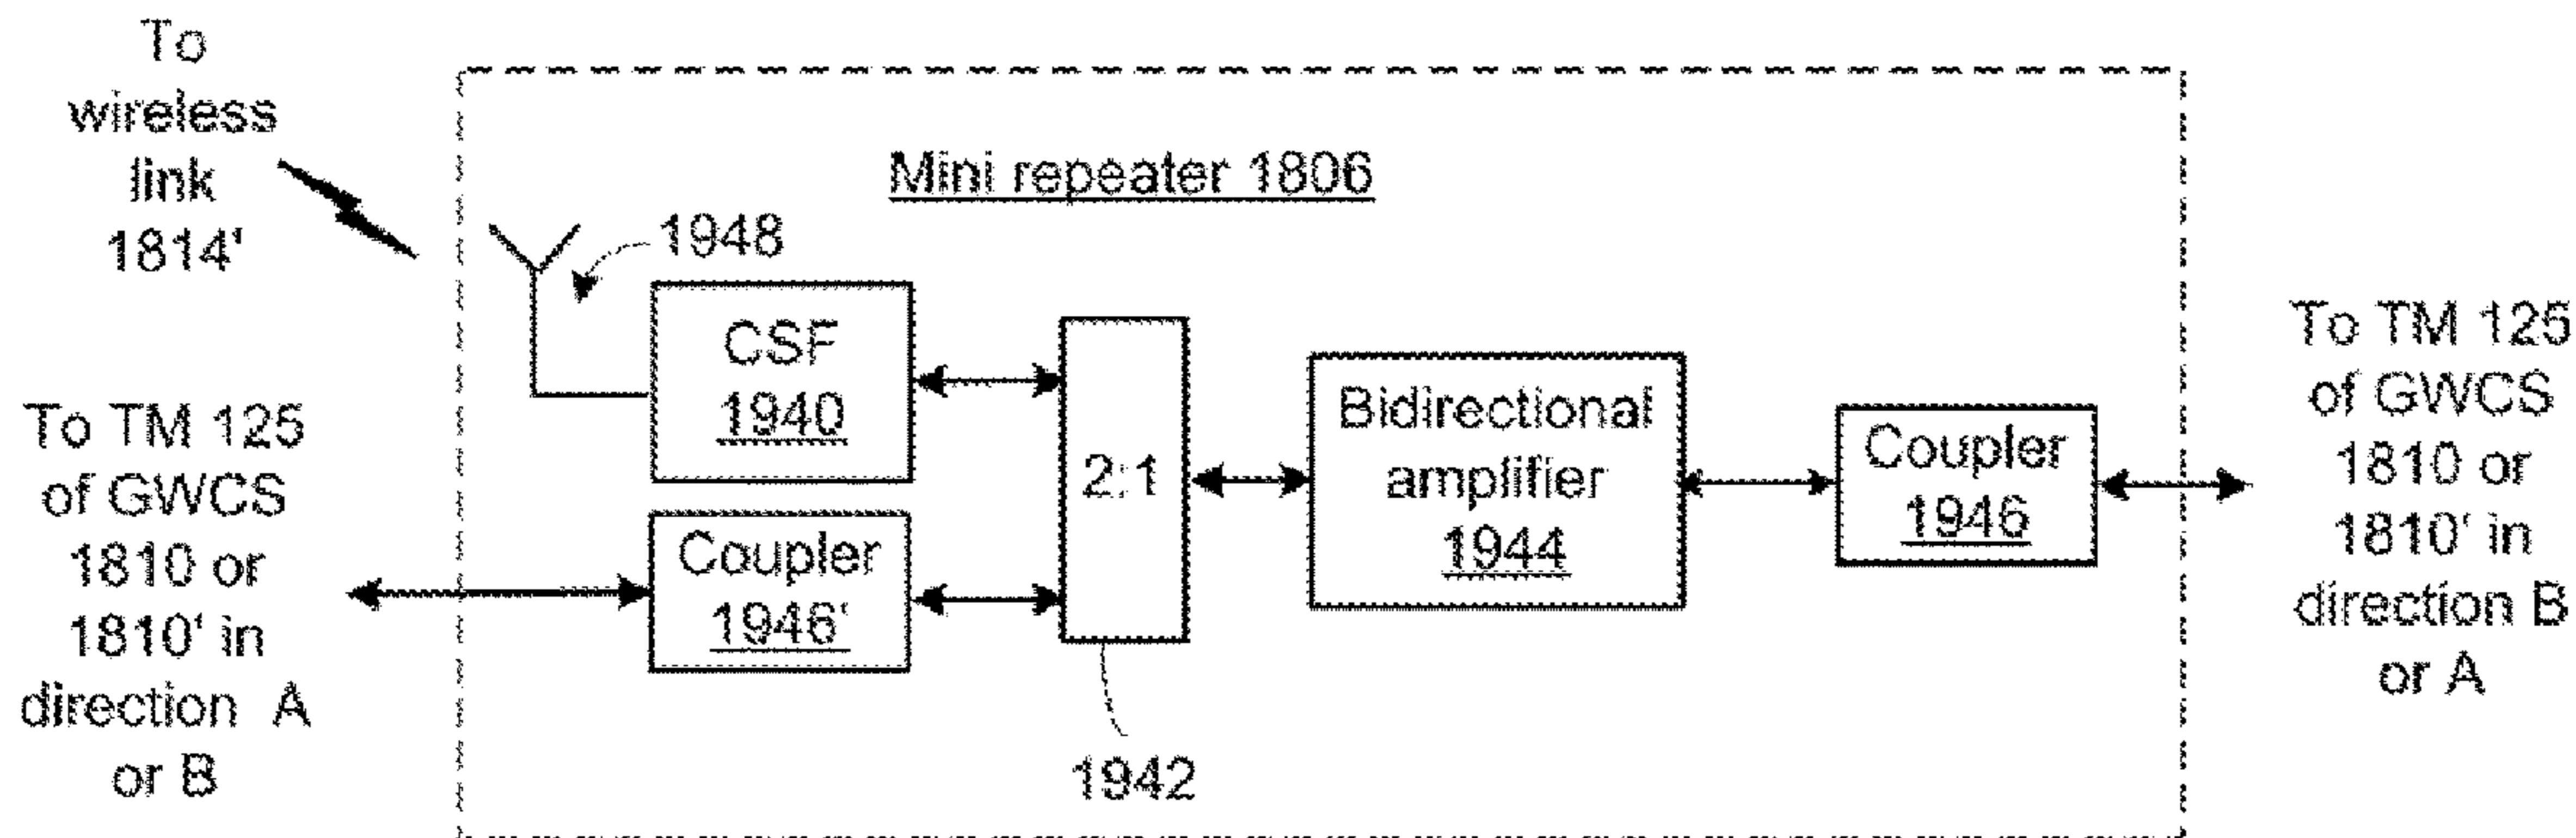 To
wireless
link
1814'
Mini repeater 1806
1948
CSF
1940
2:1
Bidirectional
amplifier
1944
Coupler
1946
Coupler
1946'
1942
To TM 125
of GWCS
1810 or
1810' in
direction A
or B
To TM 125
of GWCS
1810 or
1810' in
direction B
or A